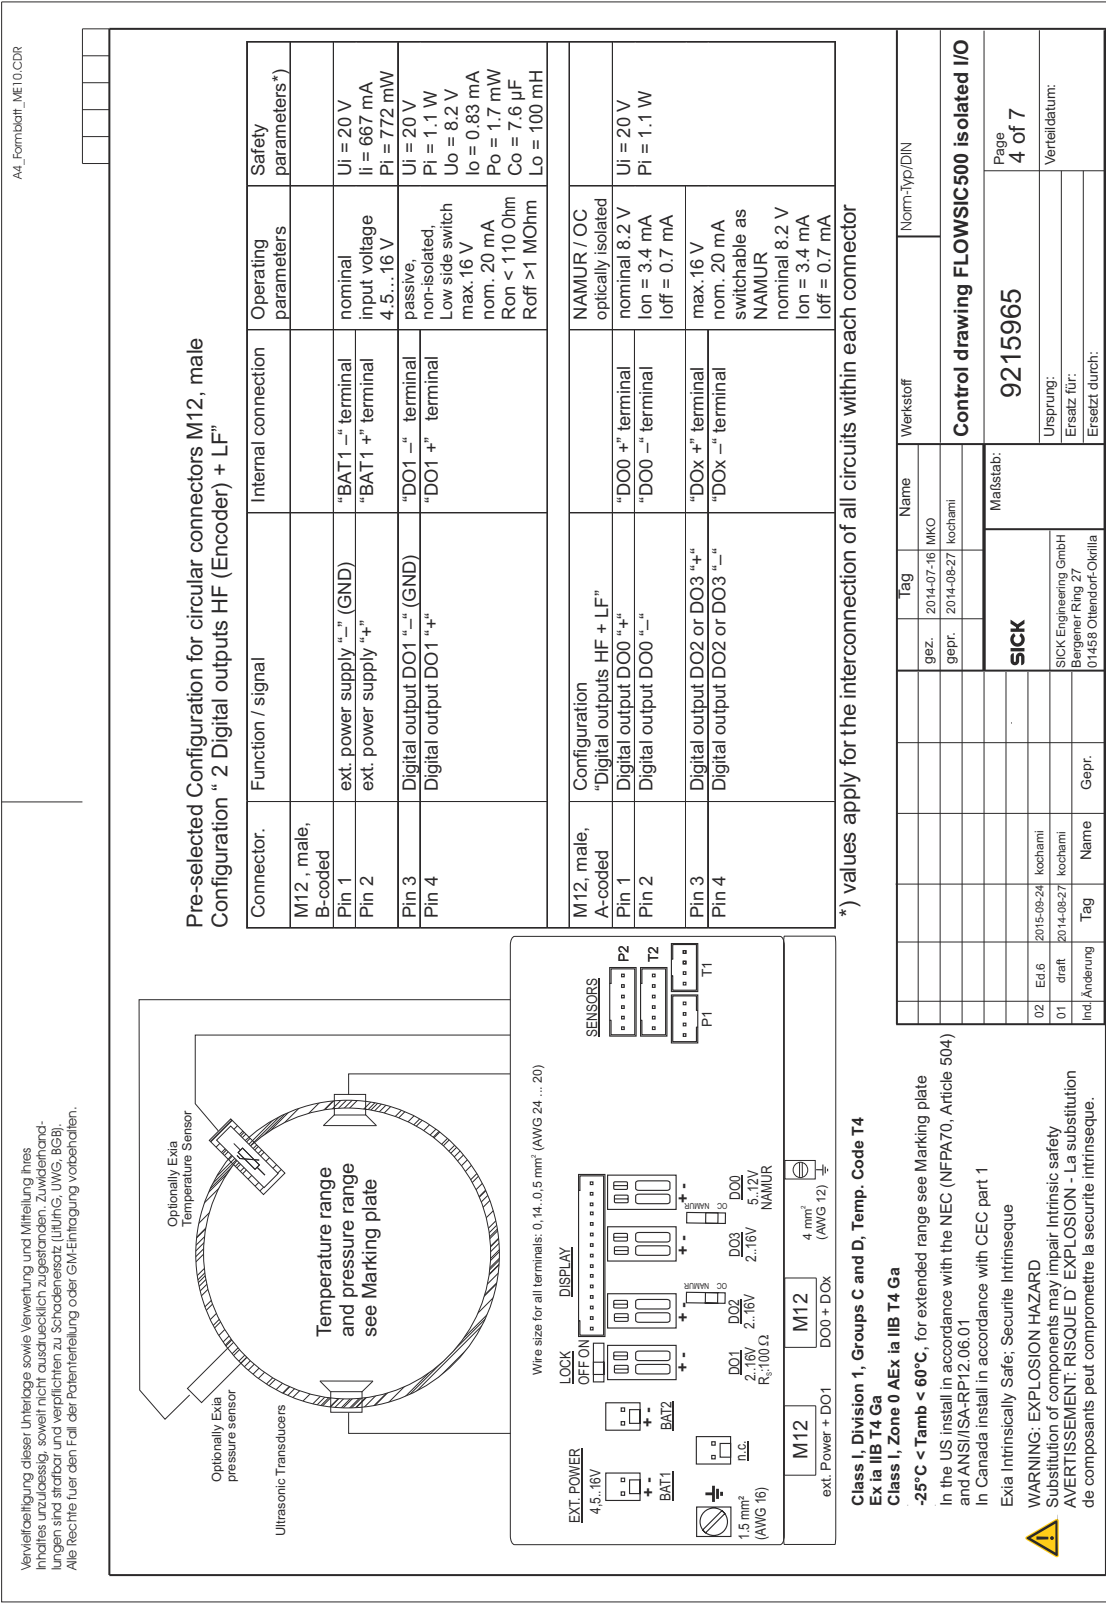 Vervielfaeltigung dieser Unterlage sowie Verwertung und Mitteilung ihres
Inhaltes unzulaessig, soweit nicht ausdruecklich zugestanden. Zuwiderhand-
lungen sind strafbar und verpflichten zu Schadenersatz (LitUrhG, UWG, BGB).
Alle Rechte fuer den Fall der Patenterteilung oder GM-Eintragung vorbehalten.
A4_Formblatt_ME10.CDR
Optionally Exia
Temperature Sensor
Optionally Exia
pressure sensor
Ultrasonic Transducers
Temperature range
and pressure range
see Marking plate
Wire size for all terminals: 0,14..0,5 mm² (AWG 24 ... 20)
SENSORS
P2
T2
P1
T1
EXT. POWER
4,5..16V
+ -
BAT1
+ -
BAT2
LOCK
OFF ON
DISPLAY
n.c.
1.5 mm²
(AWG 16)
+ -
DO1
2..16V
Rs:100 Ω
+ -
NAMUR OC
DO2
2..16V
+ -
NAMUR OC
DO3
2..16V
+ -
DO0
5..12V
NAMUR
M12
ext. Power + DO1
M12
DO0 + DOx
4 mm²
(AWG 12)
Pre-selected Configuration for circular connectors M12, male
Configuration “ 2 Digital outputs HF (Encoder) + LF”
Connector. Function / signal Internal connection Operating parameters Safety parameters*)
M12 , male,
B-coded
Pin 1 ext. power supply “–” (GND) “BAT1 –“ terminal nominal Ui = 20 V
Pin 2 ext. power supply “+” “BAT1 +” terminal input voltage Ii = 667 mA
4.5...16 V Pi = 772 mW
Pin 3 Digital output DO1 “–“ (GND) “DO1 –“ terminal passive, Ui = 20 V
Pin 4 Digital output DO1 “+“ “DO1 +” terminal non-isolated, Pi = 1.1 W
Low side switch Uo = 8.2 V
max.16 V Io = 0.83 mA
nom. 20 mA Po = 1.7 mW
Ron < 110 Ohm Co = 7.6 µF
Roff >1 MOhm Lo = 100 mH
M12, male, Configuration NAMUR / OC
A-coded “Digital outputs HF + LF” optically isolated
Pin 1 Digital output DO0 “+“ “DO0 +” terminal nominal 8.2 V Ui = 20 V
Pin 2 Digital output DO0 “–“ “DO0 –“ terminal Ion = 3.4 mA Pi = 1.1 W
Ioff = 0.7 mA
Pin 3 Digital output DO2 or DO3 “+“ “DOx +” terminal max.16 V
Pin 4 Digital output DO2 or DO3 “–“ “DOx –“ terminal nom. 20 mA
switchable as
NAMUR
nominal 8.2 V
Ion = 3.4 mA
Ioff = 0.7 mA
*) values apply for the interconnection of all circuits within each connector
Class I, Division 1, Groups C and D, Temp. Code T4
Ex ia IIB T4 Ga
Class I, Zone 0 AEx ia IIB T4 Ga
-25°C < Tamb < 60°C, for extended range see Marking plate
In the US install in accordance with the NEC (NFPA70, Article 504)
and ANSI/ISA-RP12.06.01
In Canada install in accordance with CEC part 1
Exia Intrinsically Safe; Securite Intrinseque
WARNING: EXPLOSION HAZARD
Substitution of components may impair Intrinsic safety
AVERTISSEMENT: RISQUE D` EXPLOSION - La substitution
de composants peut compromettre la securite intrinseque.
Tag Name Werkstoff Norm-Typ/DIN
gez. 2014-07-16 MKO
gepr. 2014-08-27 kochami
Control drawing FLOWSIC500 isolated I/O
SICK
Maßstab:
9215965
Page
4 of 7
02 Ed.6 2015-09-24 kochami
01 draft 2014-08-27 kochami
Ind. Änderung Tag Name Gepr.
SICK Engineering GmbH
Bergener Ring 27
01458 Ottendorf-Okrilla
Ursprung:
Ersatz für:
Ersetzt durch:
Verteildatum: